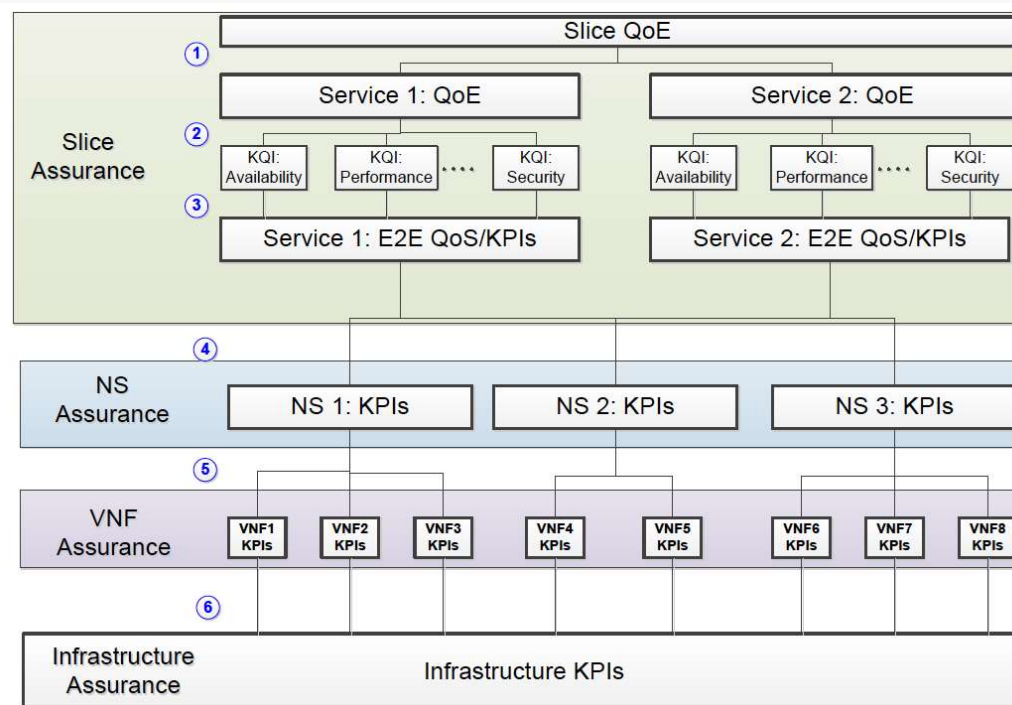 Slice QoE
1
Service 1: QoE
Service 2: QoE
2
Slice
Assurance
KQI:
Availability
KQI:
Performance
....
KQI:
Security
KQI:
Availability
KQI:
Performance
....
KQI:
Security
3
Service 1: E2E QoS/KPIs
Service 2: E2E QoS/KPIs
4
NS
Assurance
NS 1: KPIs
NS 2: KPIs
NS 3: KPIs
5
VNF
Assurance
VNF1
KPIs
VNF2
KPIs
VNF3
KPIs
VNF4
KPIs
VNF5
KPIs
VNF6
KPIs
VNF7
KPIs
VNF8
KPIs
6
Infrastructure
Assurance
Infrastructure KPIs